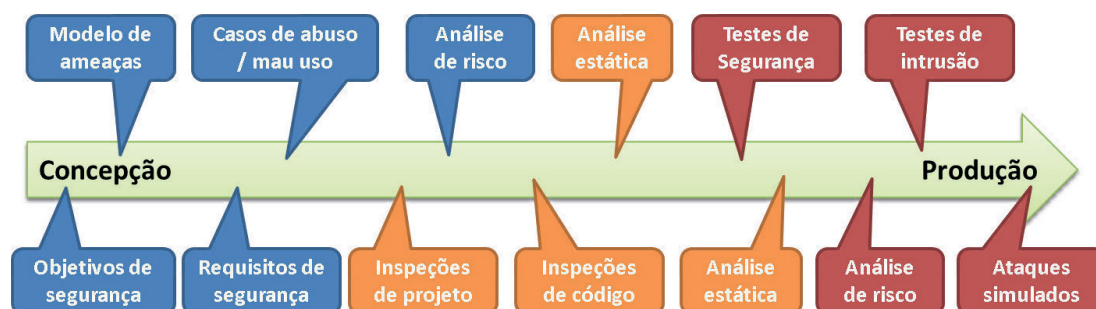 Modelo de
ameaças
Casos de abuso
/ mau uso
Análise
de risco
Análise
estática
Testes de
Segurança
Testes de
intrusão
Concepção
Produção
Objetivos de
segurança
Requisitos de
segurança
Inspeções
de projeto
Inspeções
de código
Análise
estática
Análise
de risco
Ataques
simulados